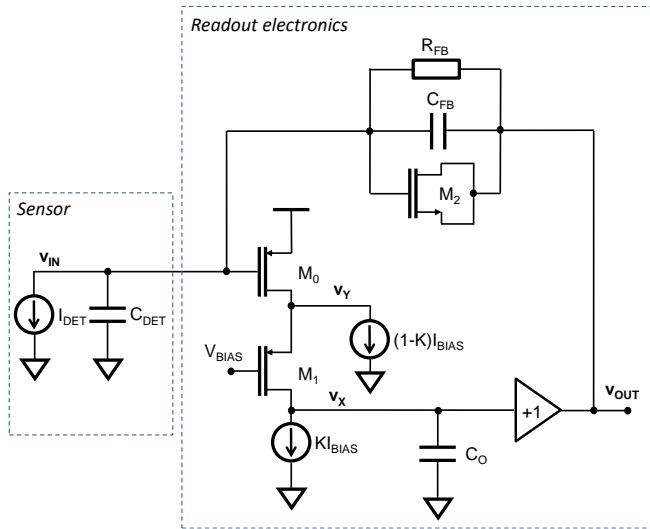 Readout electronics
R_FB
C_FB
M_2
Sensor
v_IN
M_0
I_DET
C_DET
v_Y
V_BIAS
(1-K)I_BIAS
M_1
v_X
v_OUT
+1
KI_BIAS
C_O